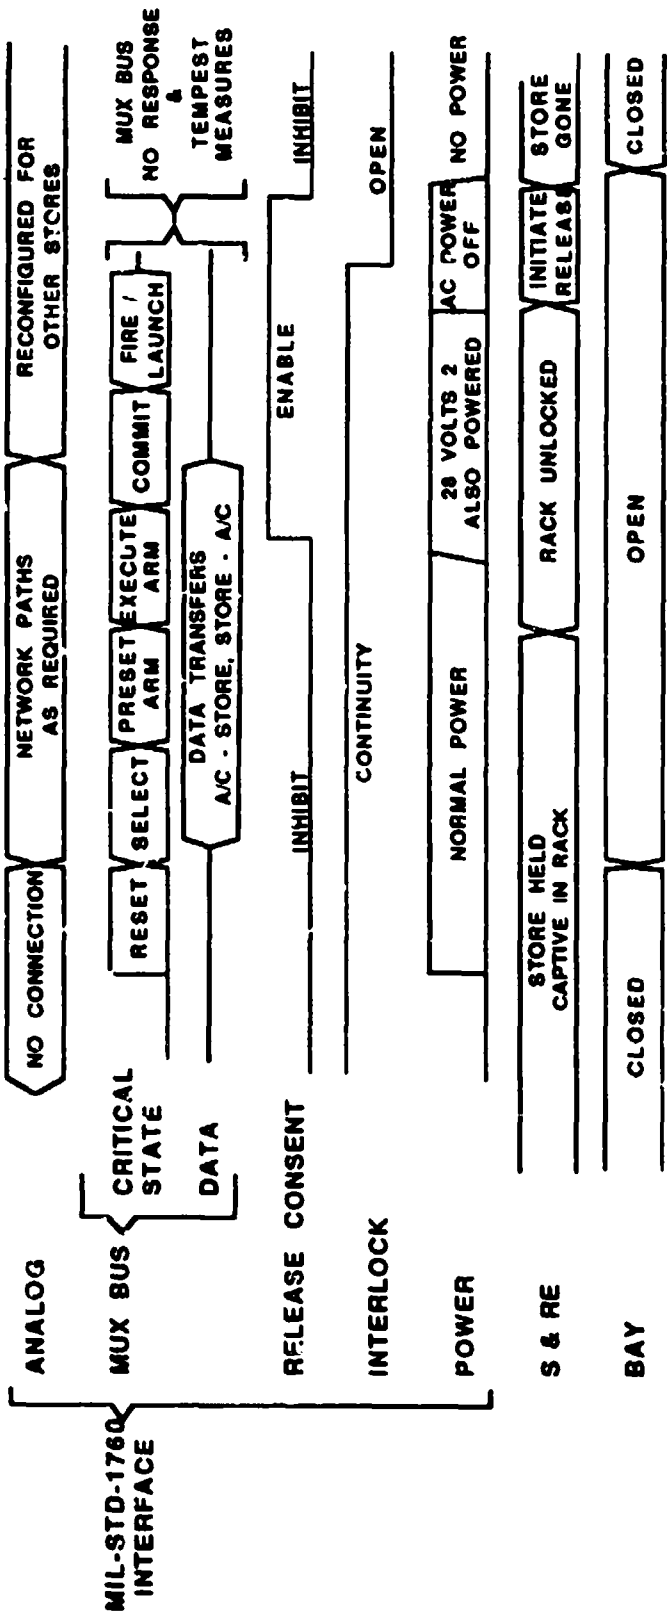 MIL-STD-1760
INTERFACE
ANALOG
NO CONNECTION
NETWORK PATHS
AS REQUIRED
RECONFIGURED FOR
OTHER STORES
MUX BUS
CRITICAL
STATE
RESET
SELECT
PRESET
ARM
EXECUTE
ARM
COMMIT
FIRE /
LAUNCH
MUX BUS
NO RESPONSE
&
TEMPEST
MEASURES
DATA
DATA TRANSFERS
A/C - STORE, STORE - A/C
RELEASE CONSENT
INHIBIT
ENABLE
INHIBIT
INTERLOCK
CONTINUITY
OPEN
POWER
NORMAL POWER
28 VOLTS 2
ALSO POWERED
AC POWER
OFF
NO POWER
S & RE
STORE HELD
CAPTIVE IN RACK
RACK UNLOCKED
INITIATE
RELEASE
STORE
GONE
BAY
CLOSED
OPEN
CLOSED